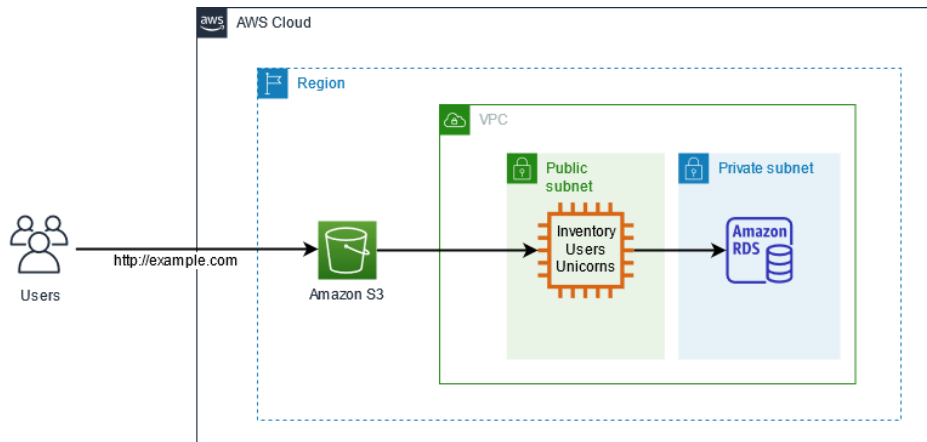 aws
AWS Cloud
Region
VPC
Public
subnet
Private subnet
Inventory
Users
Unicorns
Amazon
RDS
http://example.com
Users
Amazon S3